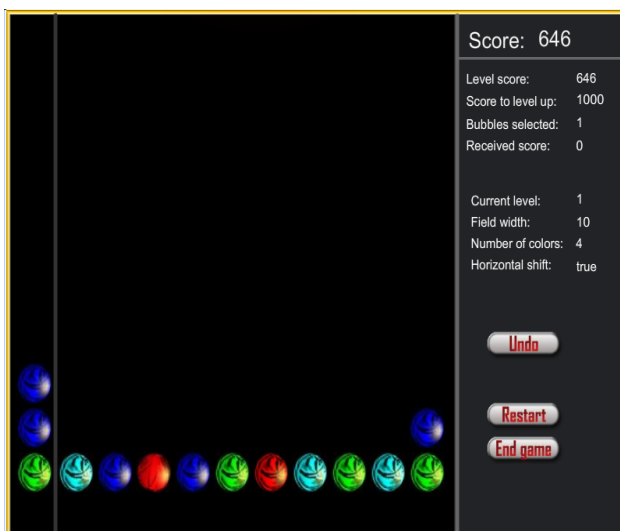 Score: 646
Level score: 646
Score to level up: 1000
Bubbles selected: 1
Received score: 0
Current level: 1
Field width: 10
Number of colors: 4
Horizontal shift: true
Undo
Restart
End game